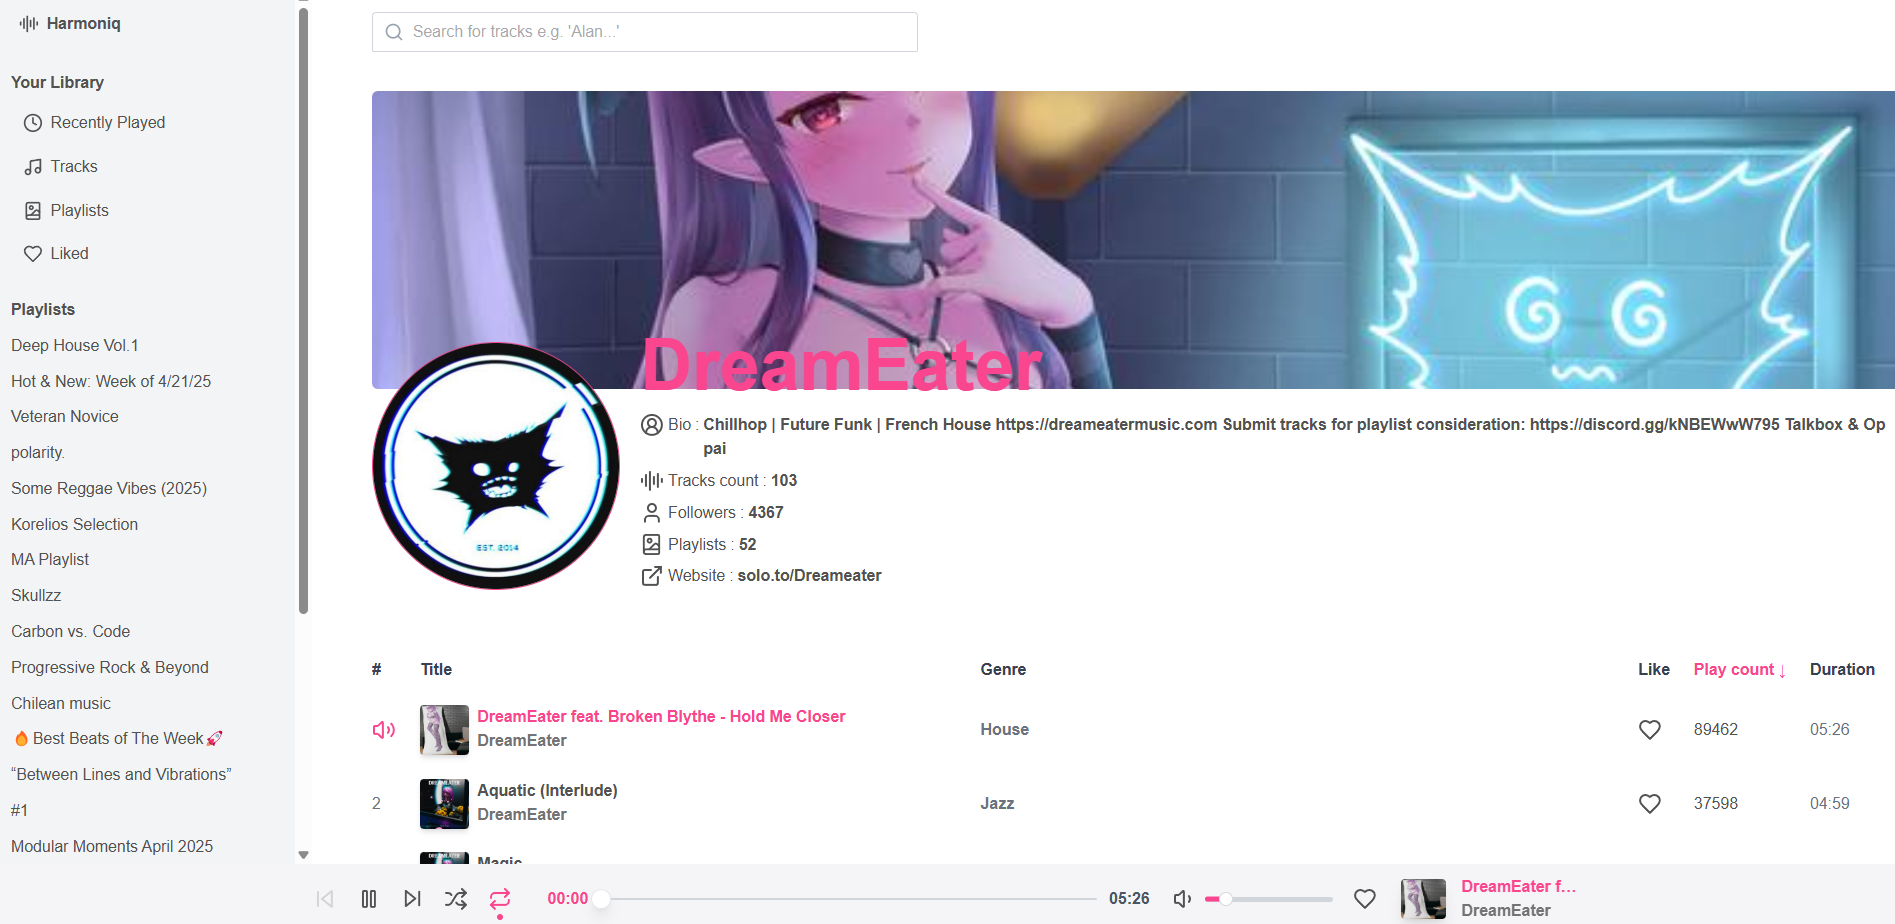 Harmoniq
Search for tracks e.g. 'Alan...'
Your Library
Recently Played
Tracks
Playlists
Liked
Playlists
Deep House Vol.1
Hot & New: Week of 4/21/25
Veteran Novice
polarity.
Some Reggae Vibes (2025)
Korelios Selection
MA Playlist
Skullzz
Carbon vs. Code
Progressive Rock & Beyond
Chilean music
🔥Best Beats of The Week🚀
“Between Lines and Vibrations”
#1
Modular Moments April 2025
DreamEater
EST. 2014
Bio : Chillhop | Future Funk | French House https://dreameatermusic.com Submit tracks for playlist consideration: https://discord.gg/kNBEWwW795 Talkbox & Op
pai
Tracks count : 103
Followers : 4367
Playlists : 52
Website : solo.to/Dreameater
# Title Genre Like Play count ↓ Duration
DreamEater feat. Broken Blythe - Hold Me Closer
DreamEater
House 89462 05:26
2 Aquatic (Interlude)
DREAMEATER
DreamEater
Jazz 37598 04:59
Magic
DREAMEATER
00:00 05:26
DreamEater f...
DreamEater